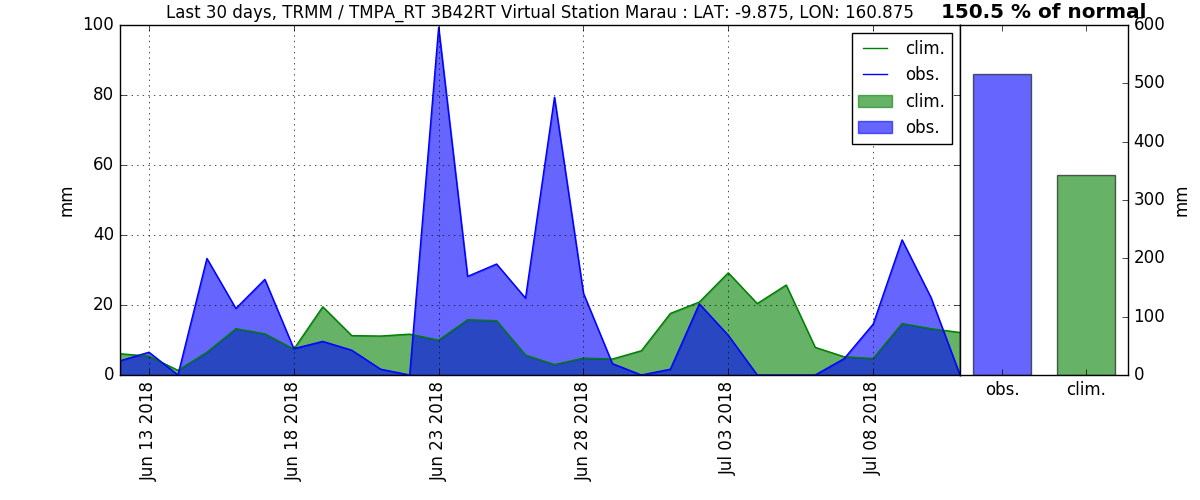 Last 30 days, TRMM / TMPA_RT 3B42RT Virtual Station Marau : LAT: -9.875, LON: 160.875
150.5 % of normal
100
80
60
40
20
0
mm
clim.
obs.
clim.
obs.
600
500
400
300
200
100
0
mm
obs.
clim.
Jun 13 2018
Jun 18 2018
Jun 23 2018
Jun 28 2018
Jul 03 2018
Jul 08 2018